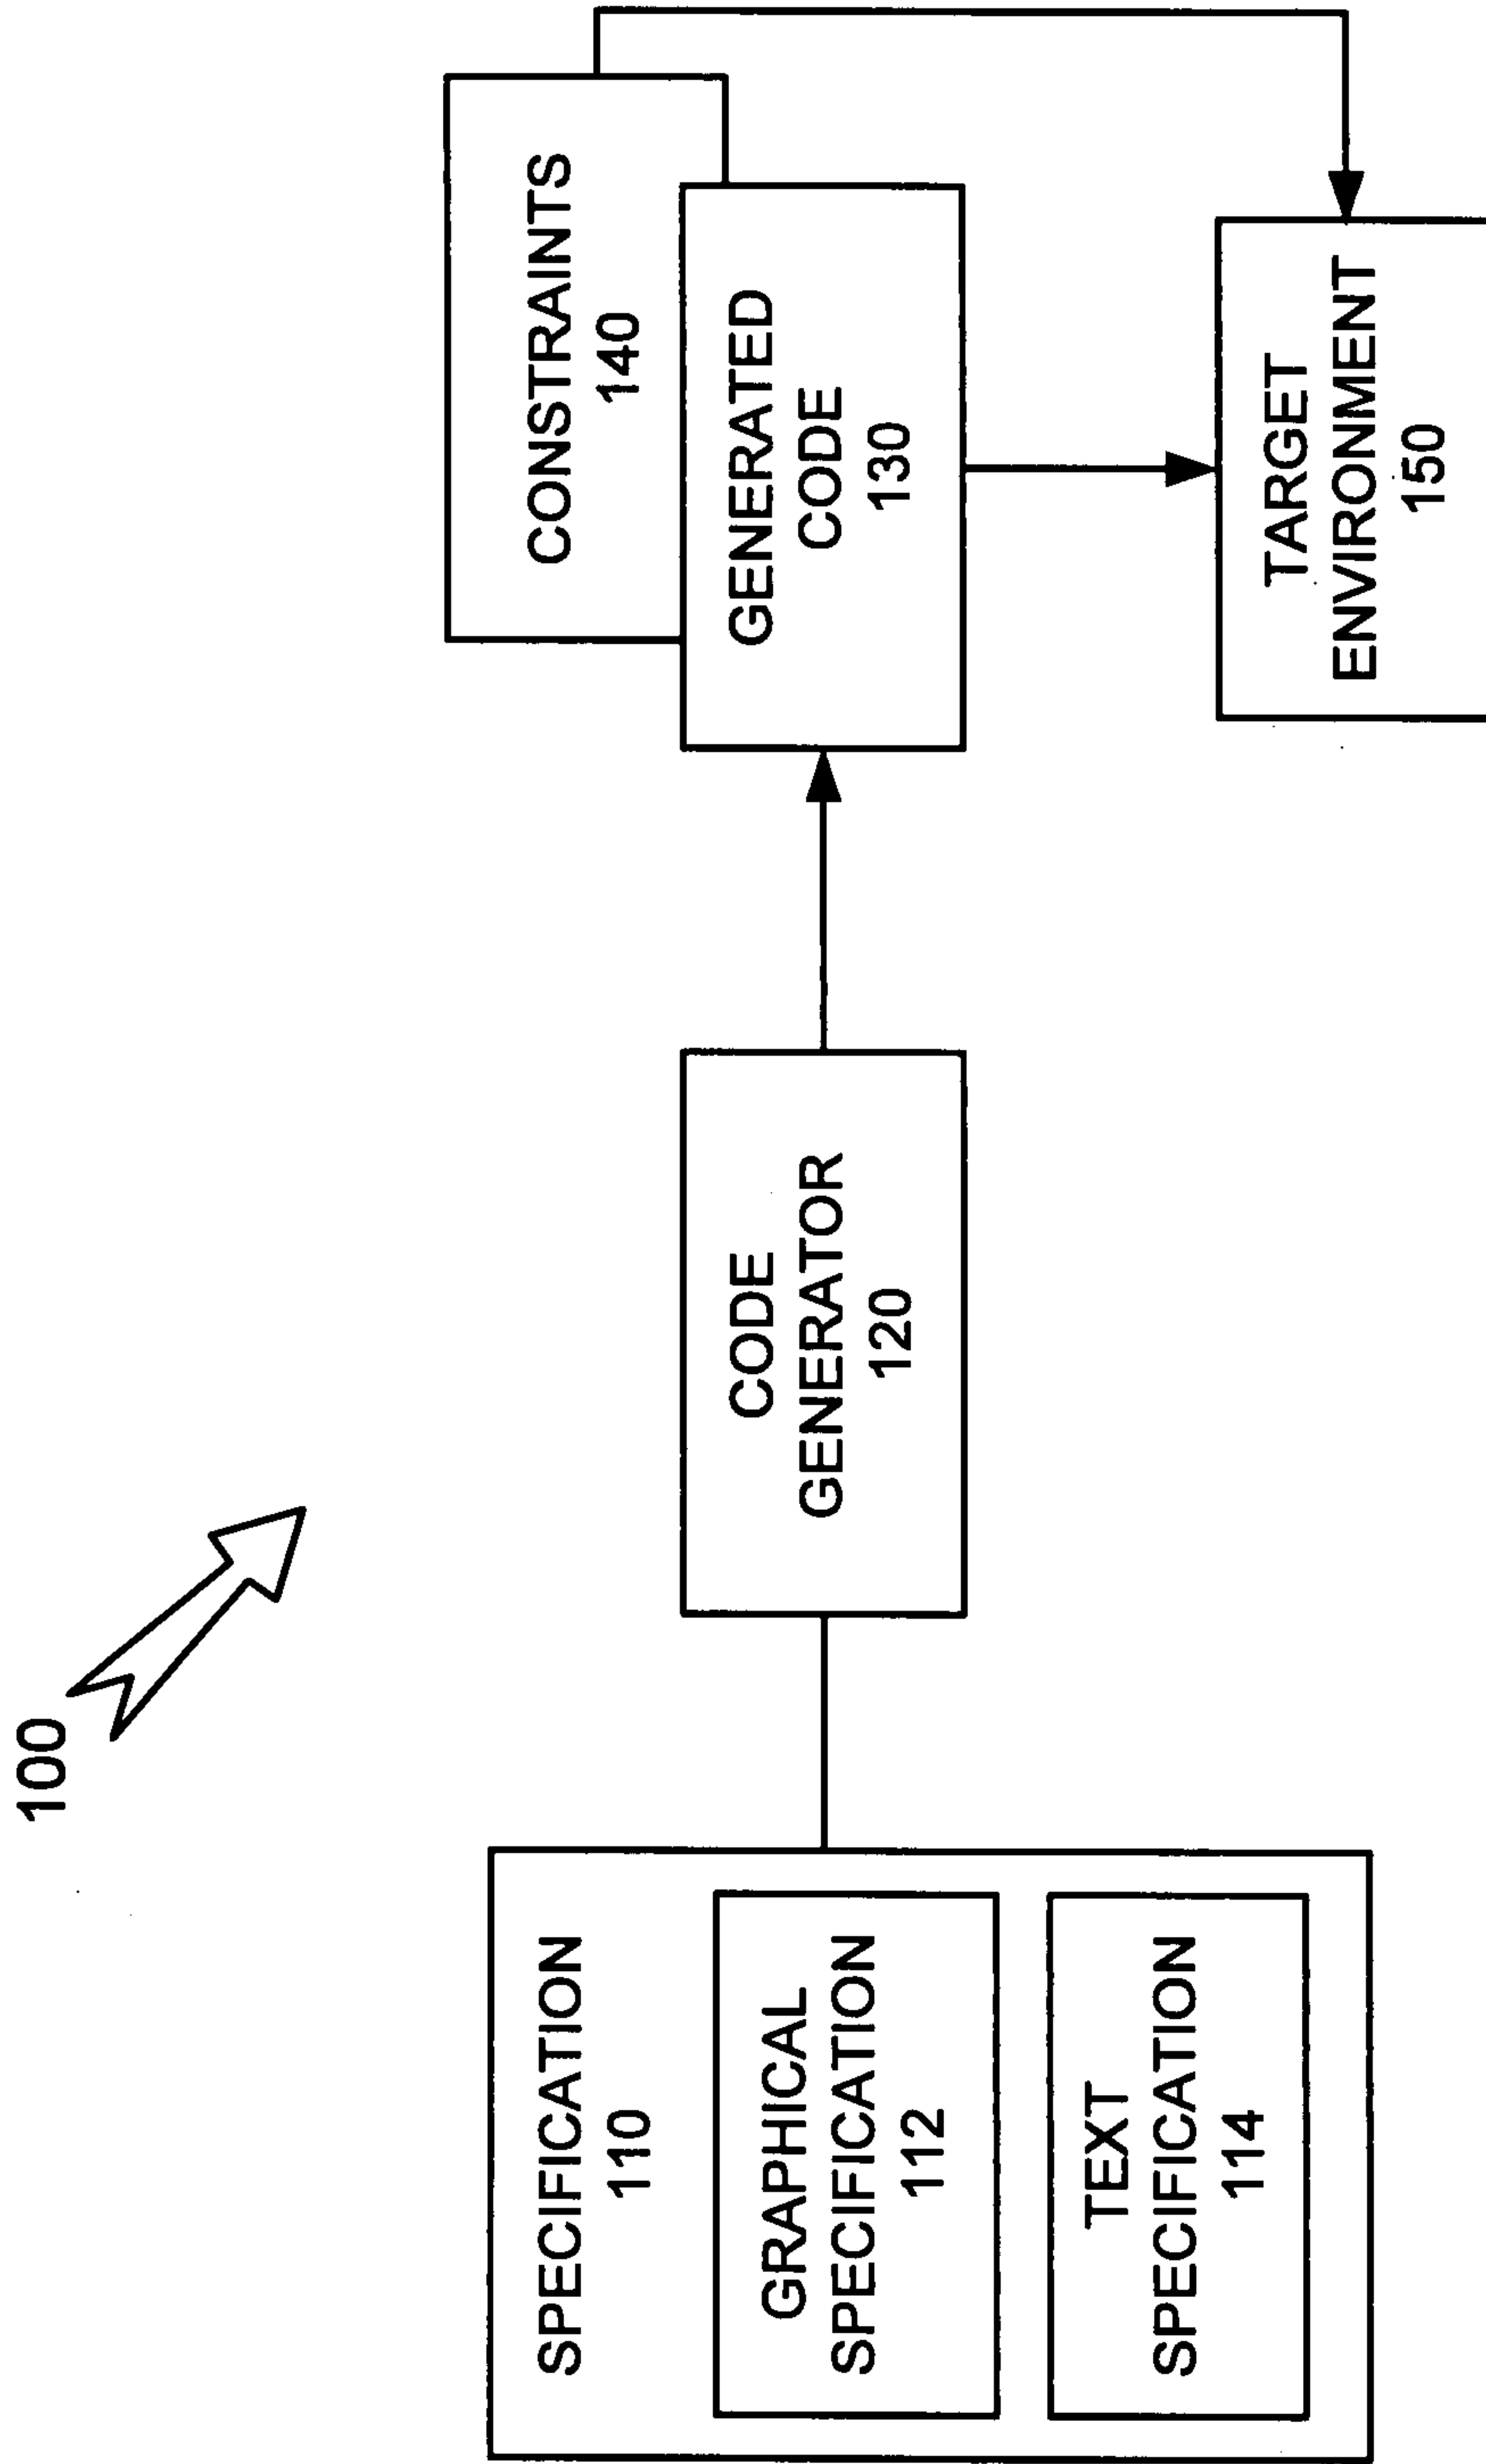 100
SPECIFICATION
110
GRAPHICAL
SPECIFICATION
112
TEXT
SPECIFICATION
114
CODE
GENERATOR
120
CONSTRAINTS
140
GENERATED
CODE
130
TARGET
ENVIRONMENT
150